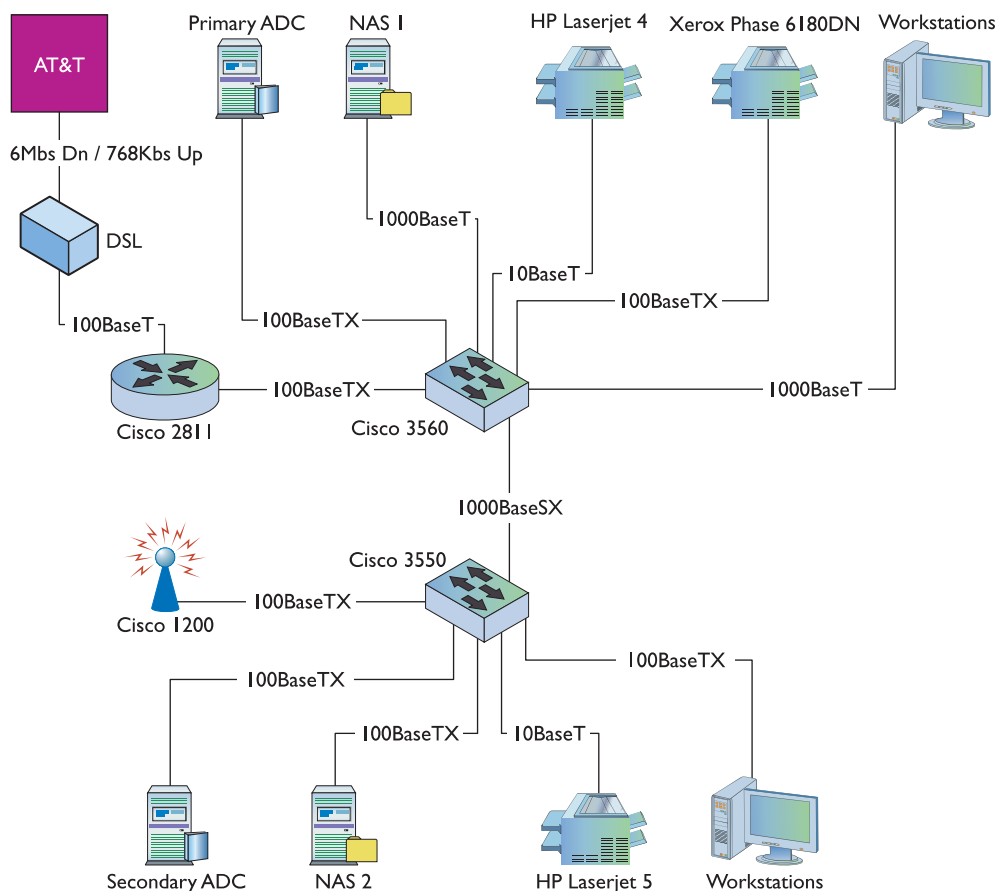 Primary ADC
NAS 1
HP Laserjet 4
Xerox Phase 6180DN
Workstations
AT&T
6Mbs Dn / 768Kbs Up
DSL
1000BaseT
10BaseT
100BaseTX
100BaseTX
100BaseT
100BaseTX
1000BaseT
Cisco 2811
Cisco 3560
1000BaseSX
Cisco 3550
100BaseTX
Cisco 1200
100BaseTX
100BaseTX
100BaseTX
10BaseT
Secondary ADC
NAS 2
HP Laserjet 5
Workstations